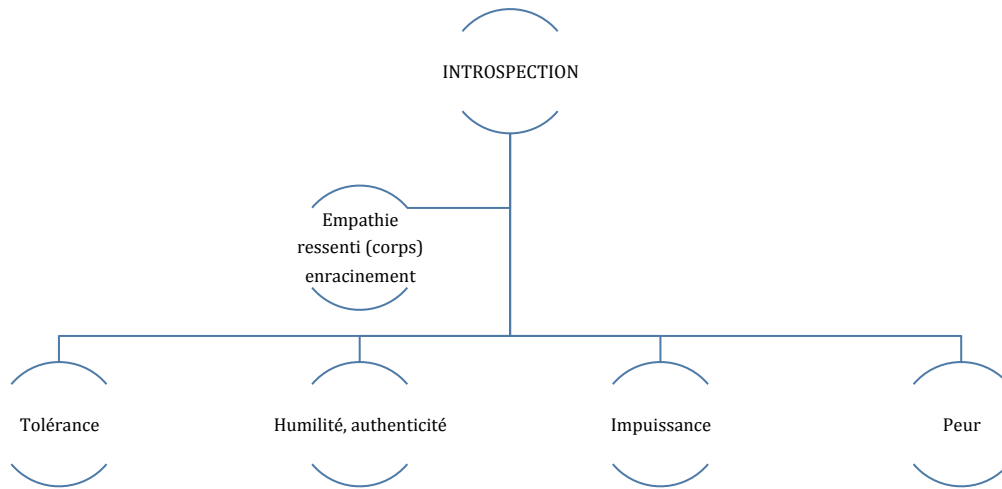 INTROSPECTION
Empathie
ressenti (corps)
enracinement
Tolérance
Humilité, authenticité
Impuissance
Peur